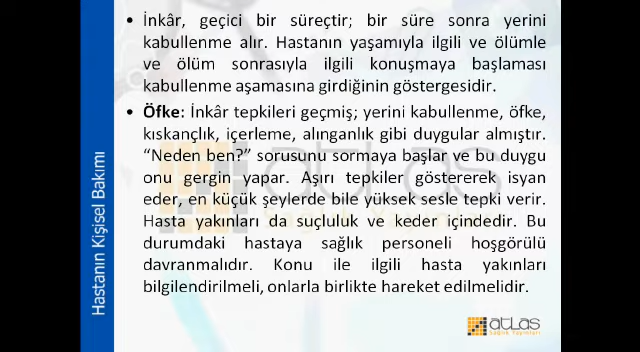 • İnkâr, geçici bir süreçtir; bir süre sonra yerini
kabullenme alır. Hastanın yaşamıyla ilgili ve ölümle
ve ölüm sonrasıyla ilgili konuşmaya başlaması
kabullenme aşamasına girdiğinin göstergesidir.
• Öfke: İnkâr tepkileri geçmiş; yerini kabullenme, öfke,
kıskançlık, içerleme, alınganlık gibi duygular almıştır.
“Neden ben?” sorusunu sormaya başlar ve bu duygu
onu gergin yapar. Aşırı tepkiler göstererek isyan
eder, en küçük şeylerde bile yüksek sesle tepki verir.
Hasta yakınları da suçluluk ve keder içindedir. Bu
durumdaki hastaya sağlık personeli hoşgörülü
davranmalıdır. Konu ile ilgili hasta yakınları
bilgilendirilmeli, onlarla birlikte hareket edilmelidir.
Hastanın Kişisel Bakımı
ATLAS
Sağlık Yayınları